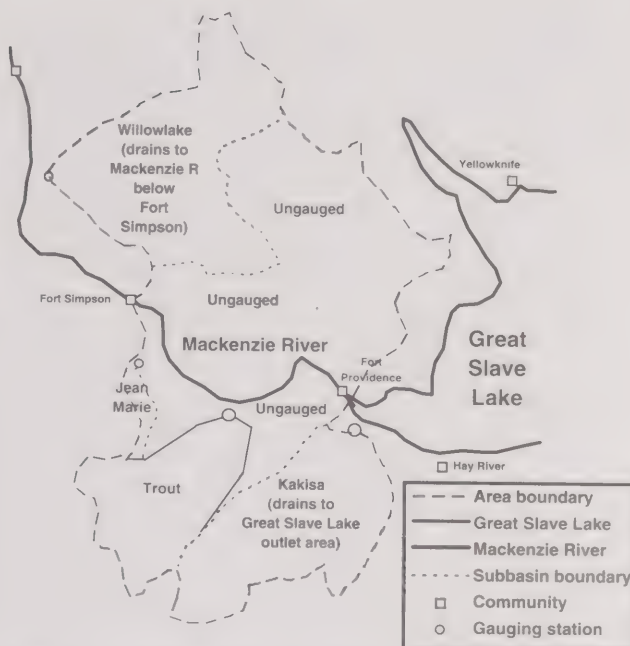 Willowlake
(drains to
Mackenzie R
below
Fort
Simpson)
Yellowknife
Ungauged
Fort Simpson
Ungauged
Mackenzie River
Great
Slave
Lake
Fort
Providence
Jean
Marie
Ungauged
Hay River
Trout
Kakisa
(drains to
Great Slave Lake
outlet area)
Area boundary
Great Slave Lake
Mackenzie River
Subbasin boundary
Community
Gauging station